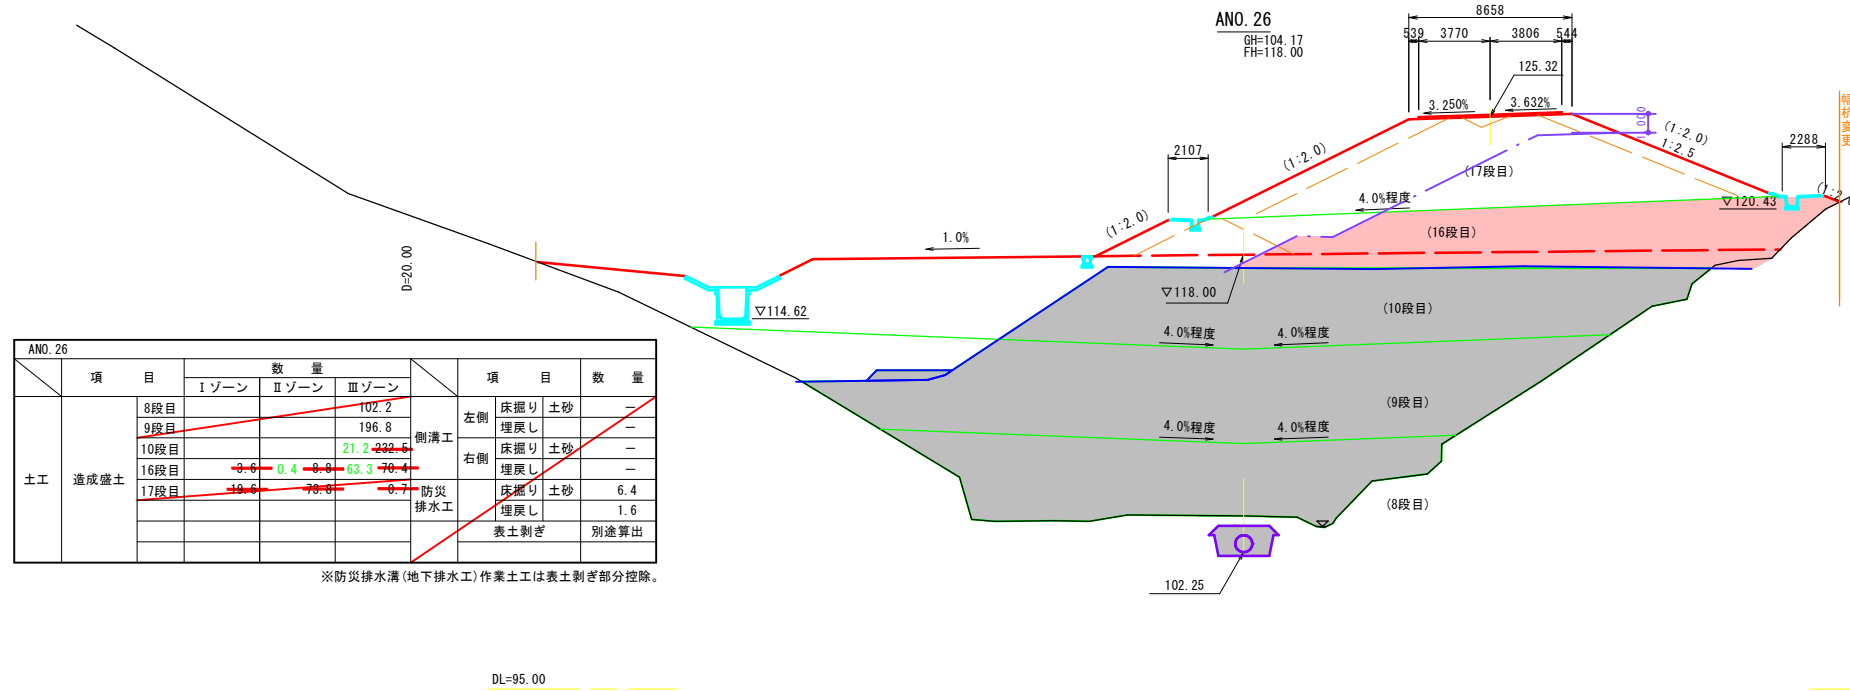 ANO. 26
GH=104.17
FH=118.00
8658
539 3770 3806 544
125.32
3.250% 3.632%
1.000
(1:2.0)
1:2.5
2288
幅杭変更
2107
(1:2.0)
(17段目)
4.0%程度
▽120.43
(1:2.0)
(16段目)
1.0%
D=20.00
▽118.00
▽114.62
(10段目)
4.0%程度 4.0%程度
(9段目)
4.0%程度 4.0%程度
(8段目)
102.25
ANO. 26
項 目 数 量 項 目 数 量
Ⅰゾーン Ⅱゾーン Ⅲゾーン
土工 造成盛土
8段目 102.2
9段目 196.8
10段目 21.2 232.5
16段目 3.6 0.4 8.8 63.3 70.4
17段目 19.6 73.8 0.7
側溝工 左側 床掘り 土砂 ―
埋戻し ―
右側 床掘り 土砂 ―
埋戻し ―
防災排水工 床掘り 土砂 6.4
埋戻し 1.6
表土剥ぎ 別途算出
※防災排水溝(地下排水工)作業土工は表土剥ぎ部分控除。
DL=95.00